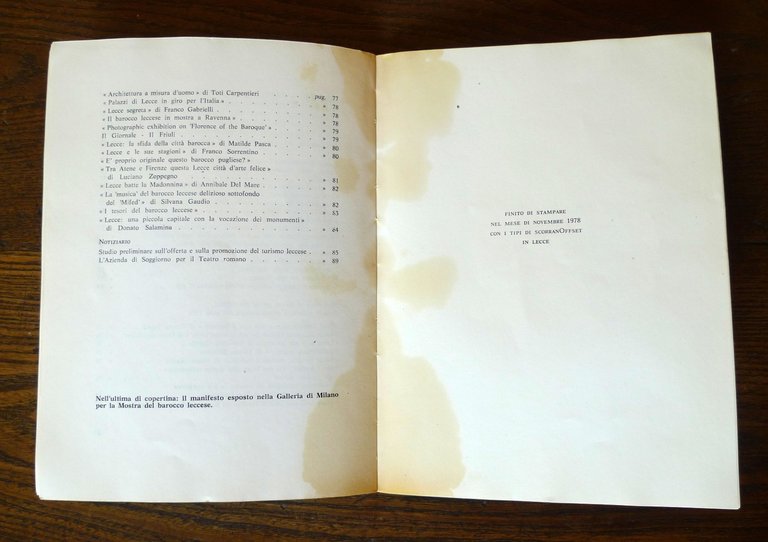 « Architettura a misura d'uomo » di Toti Carpentieri . . . . . pag. 77
« Palazzi di Lecce in giro per l'Italia » . . . . . . . » 78
« Lecce segreta » di Franco Gabrielli . . . . . . . . » 78
« Il barocco leccese in mostra a Ravenna » . . . . . . . » 78
« Photographic exhibition on 'Florence of the Baroque' » . . . . » 79
Il Giornale - Il Friuli . . . . . . . . . . » 79
« Lecce: la sfida della città barocca » di Matilde Pasca . . . . » 80
« Lecce e le sue stagioni » di Franco Sorrentino . . . . . » 80
« E' proprio originale questo barocco pugliese? »
« Tra Atene e Firenze questa Lecce città d'arte felice »
di Luciano Zeppegno . . . . . . . . . . » 81
« Lecce batte la Madonnina » di Annibale Del Mare . . . . . » 82
« La 'musica' del barocco leccese delizioso sottofondo
del 'Mifed' » di Silvana Gaudio . . . . . . . » 82
« I tesori del barocco leccese » . . . . . . . . » 83
« Lecce: una piccola capitale con la vocazione dei monumenti »
di Donato Salamina . . . . . . . . . . » 84
NOTIZIARIO
Studio preliminare sull'offerta e sulla promozione del turismo leccese . . » 85
L'Azienda di Soggiorno per il Teatro romano . . . . . . » 89
Nell'ultima di copertina: il manifesto esposto nella Galleria di Milano
per la Mostra del barocco leccese.
FINITO DI STAMPARE
NEL MESE DI NOVEMBRE 1978
CON I TIPI DI SCORRANOFFSET
IN LECCE